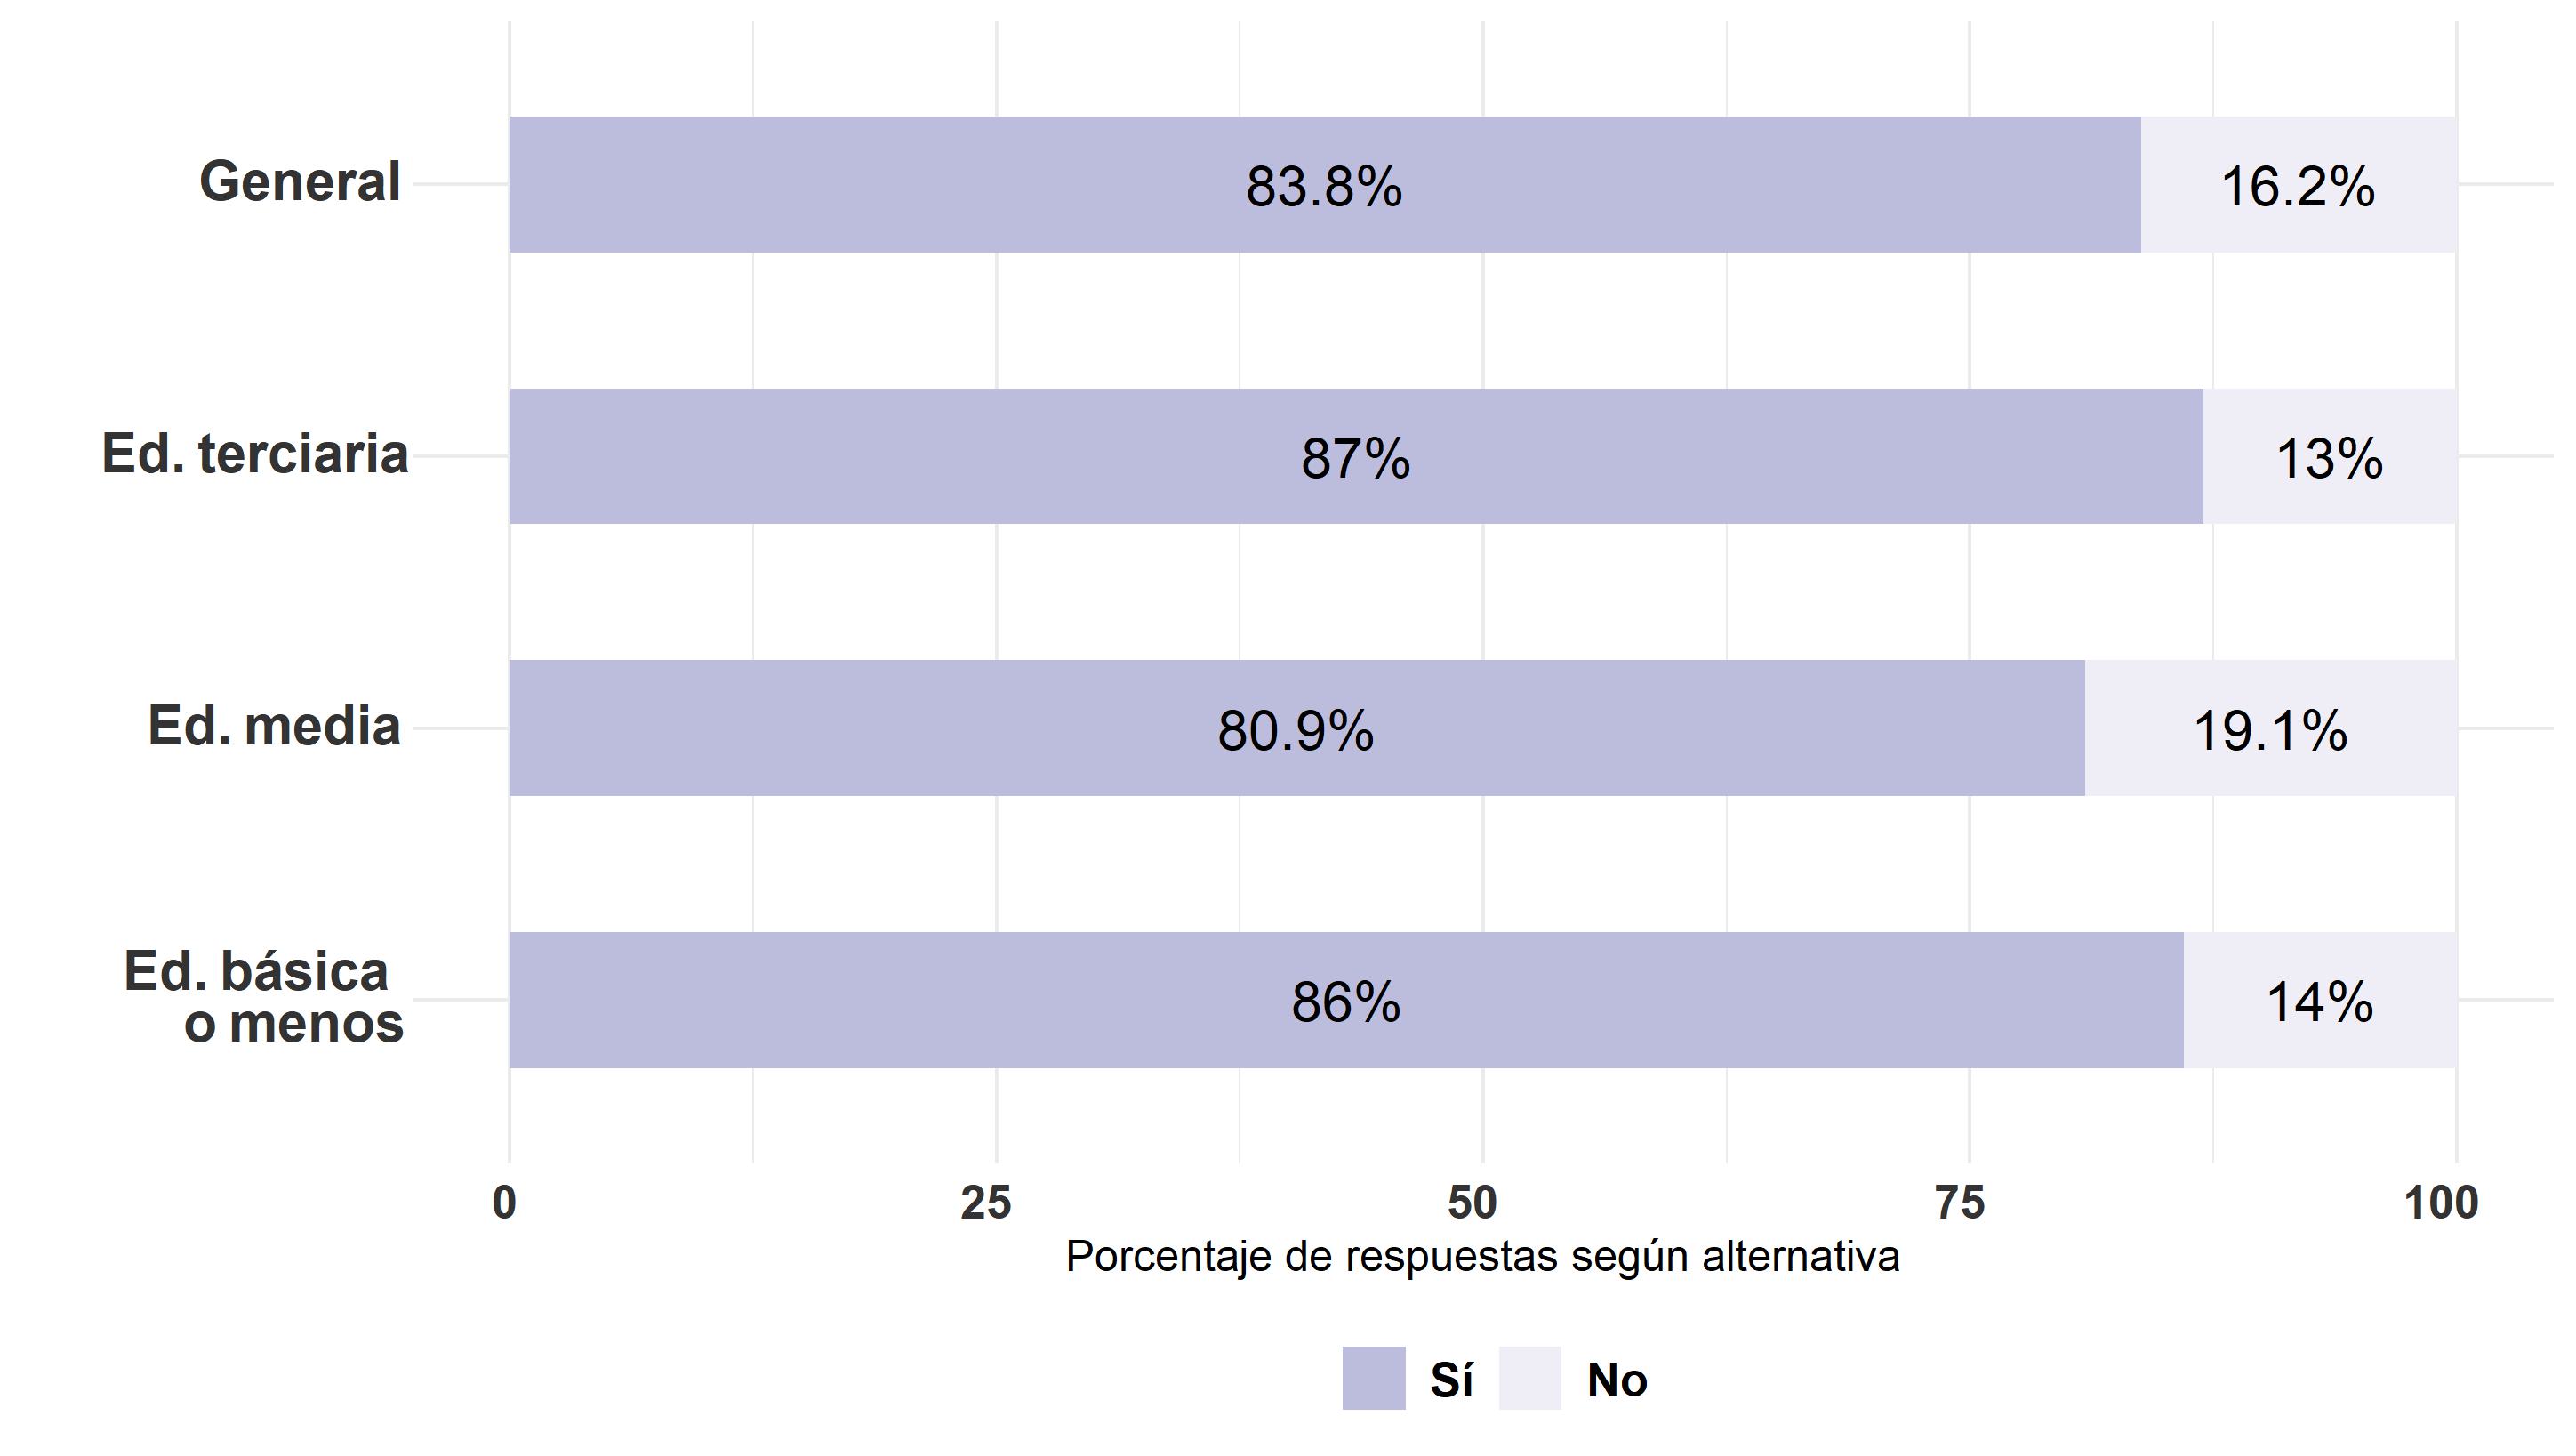 General
83.8%
16.2%
Ed. terciaria
87%
13%
Ed. media
80.9%
19.1%
Ed. básica
o menos
86%
14%
0 25 50 75 100
Porcentaje de respuestas según alternativa
Sí No